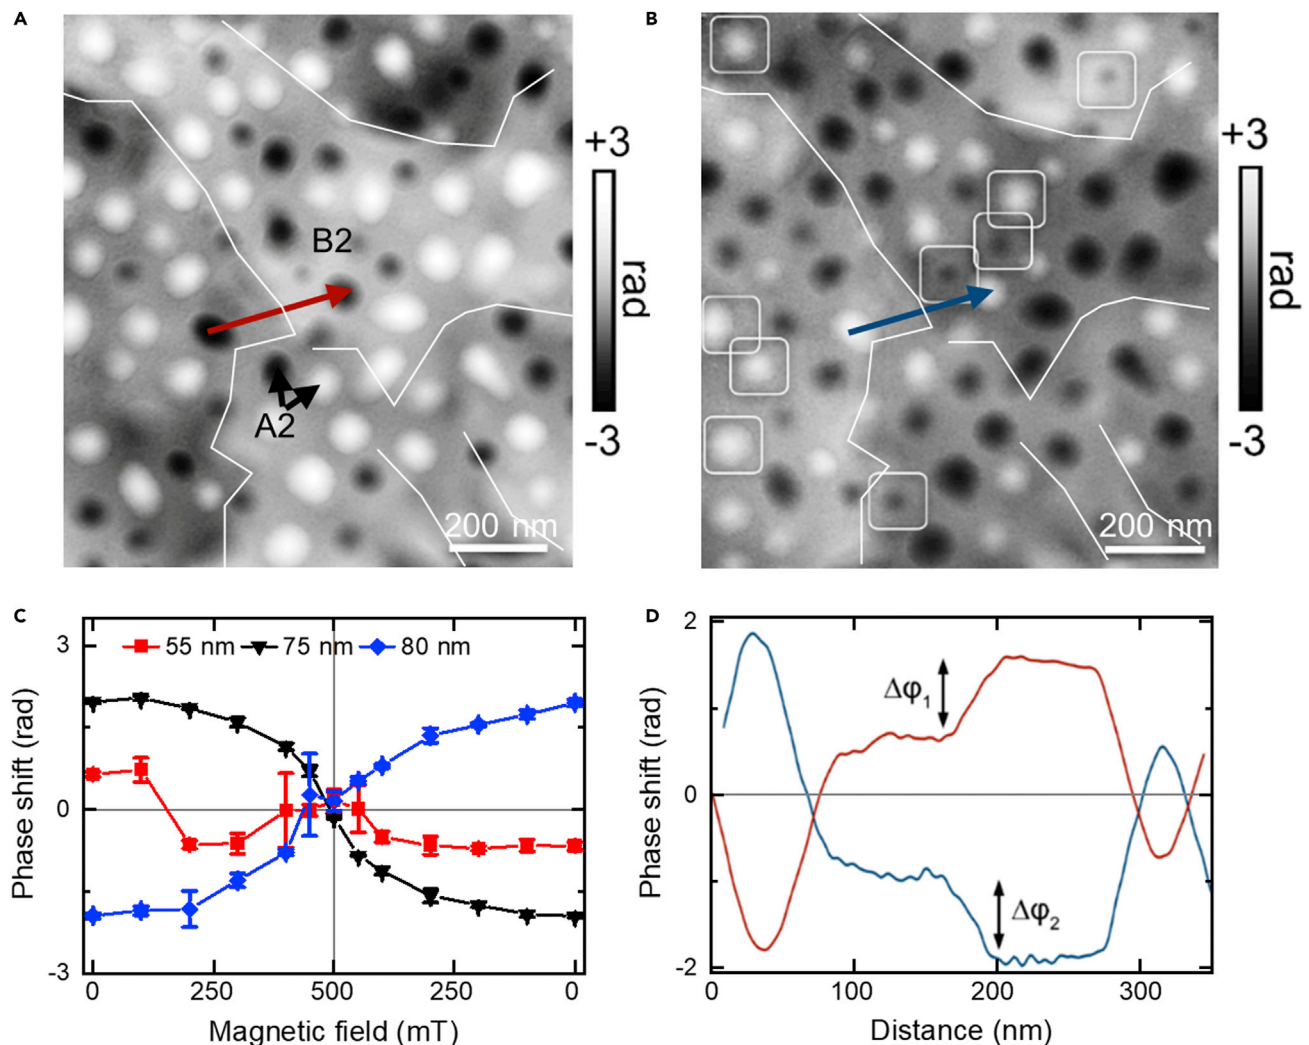 A
B2
A2
200 nm
+3
rad
-3
B
200 nm
+3
rad
-3
C
55 nm 75 nm 80 nm
Phase shift (rad)
3
0
-3
0 250 500 250 0
Magnetic field (mT)
D
Phase shift (rad)
2
0
-2
Δφ1
Δφ2
0 100 200 300
Distance (nm)